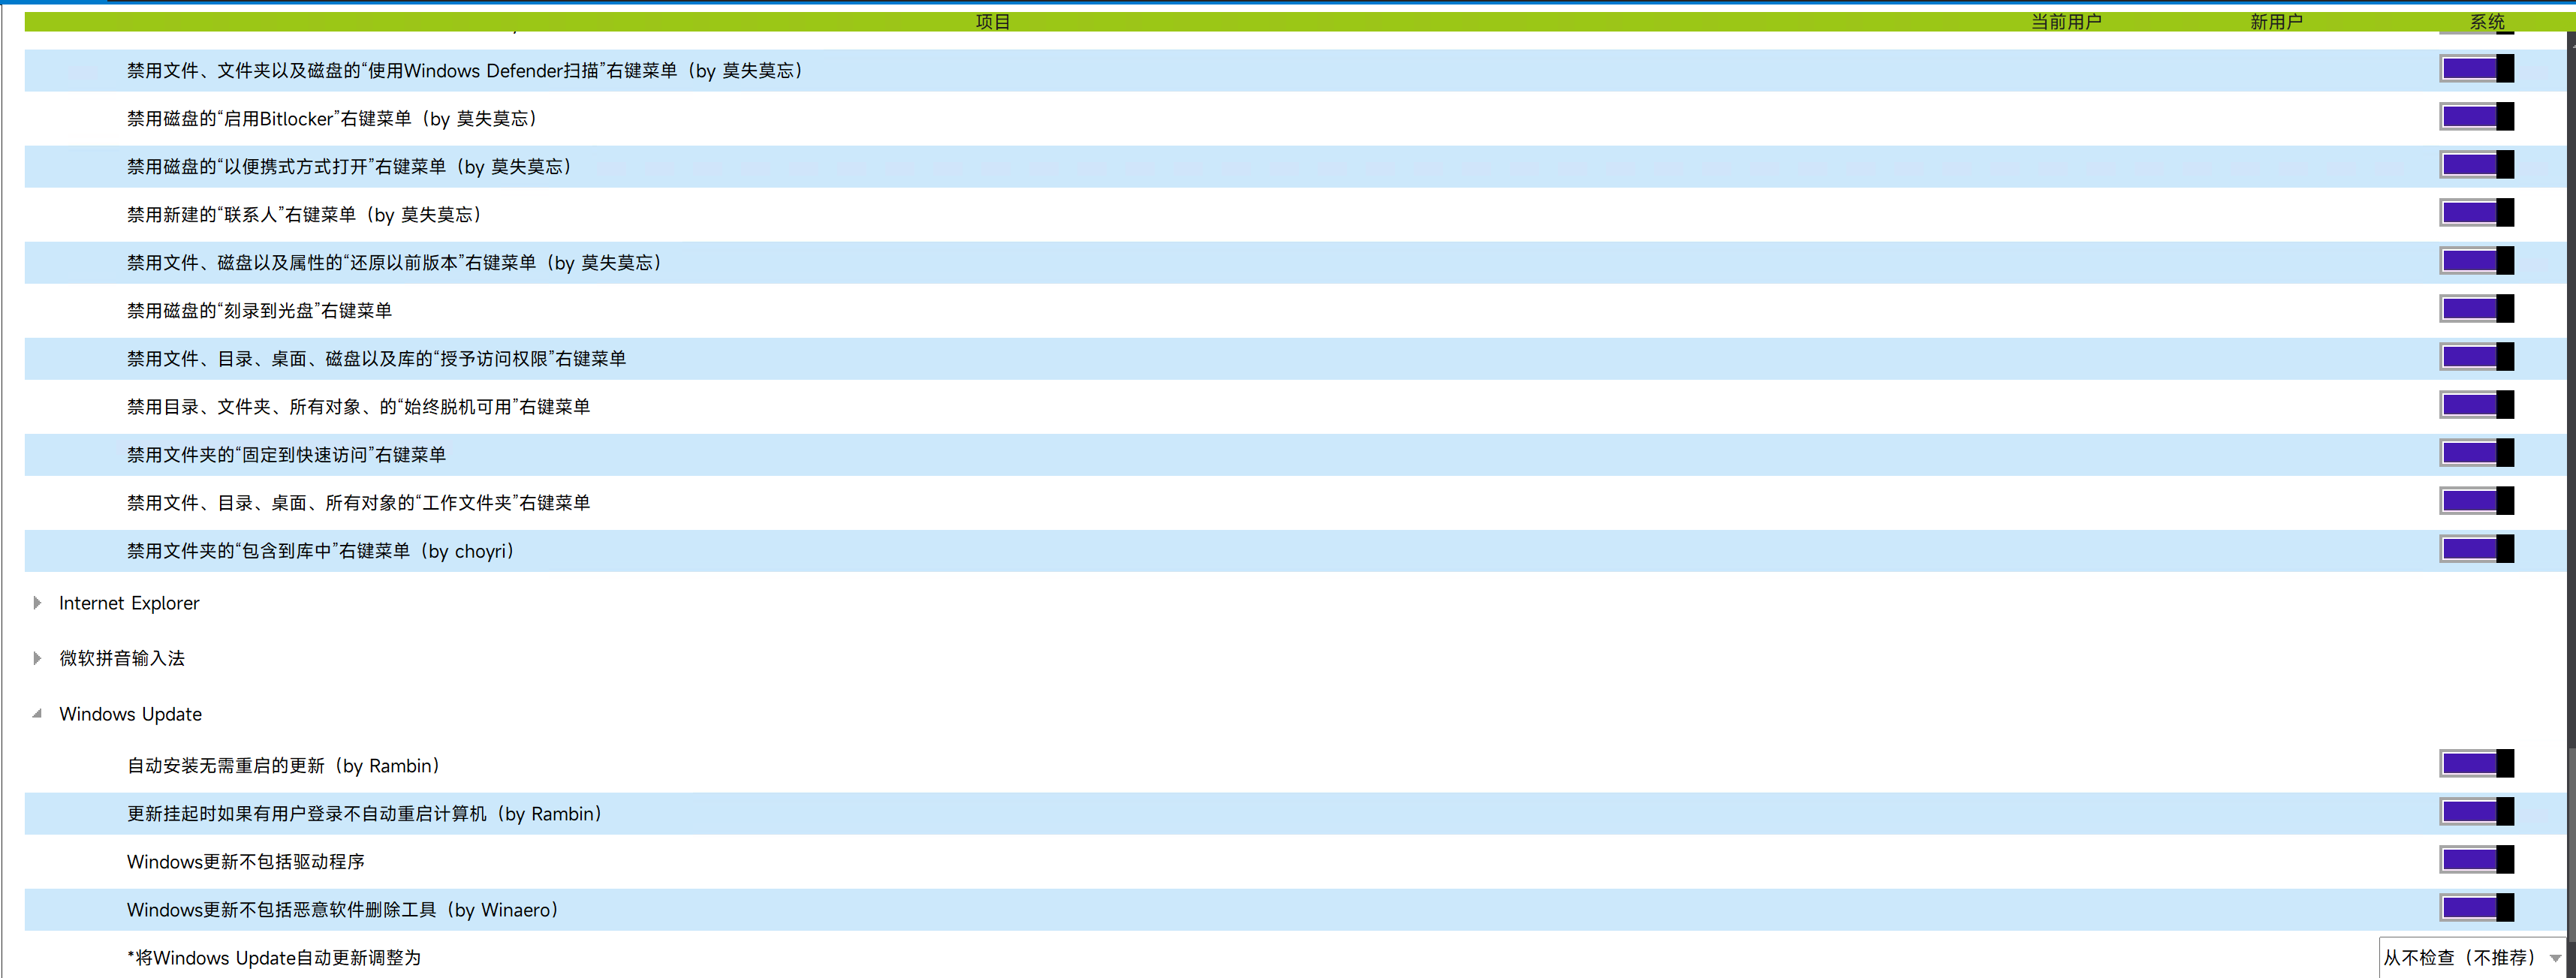 项目 当前用户 新用户 系统
禁用文件、文件夹以及磁盘的“使用Windows Defender扫描”右键菜单（by 莫失莫忘）
禁用磁盘的“启用Bitlocker”右键菜单（by 莫失莫忘）
禁用磁盘的“以便携式方式打开”右键菜单（by 莫失莫忘）
禁用新建的“联系人”右键菜单（by 莫失莫忘）
禁用文件、磁盘以及属性的“还原以前版本”右键菜单（by 莫失莫忘）
禁用磁盘的“刻录到光盘”右键菜单
禁用文件、目录、桌面、磁盘以及库的“授予访问权限”右键菜单
禁用目录、文件夹、所有对象、的“始终脱机可用”右键菜单
禁用文件夹的“固定到快速访问”右键菜单
禁用文件、目录、桌面、所有对象的“工作文件夹”右键菜单
禁用文件夹的“包含到库中”右键菜单（by choyri）
Internet Explorer
微软拼音输入法
Windows Update
自动安装无需重启的更新（by Rambin）
更新挂起时如果有用户登录不自动重启计算机（by Rambin）
Windows更新不包括驱动程序
Windows更新不包括恶意软件删除工具（by Winaero）
*将Windows Update自动更新调整为 从不检查（不推荐）